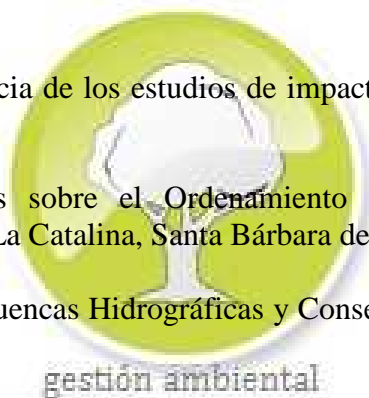 cia de los estudios de impact
s sobre el Ordenamiento
La Catalina, Santa Bárbara de
uencas Hidrográficas y Conse
gestión ambiental